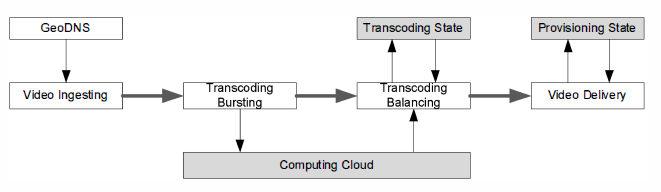 GeoDNS
Transcoding State
Provisioning State
Video Ingesting
Transcoding
Bursting
Transcoding
Balancing
Video Delivery
Computing Cloud